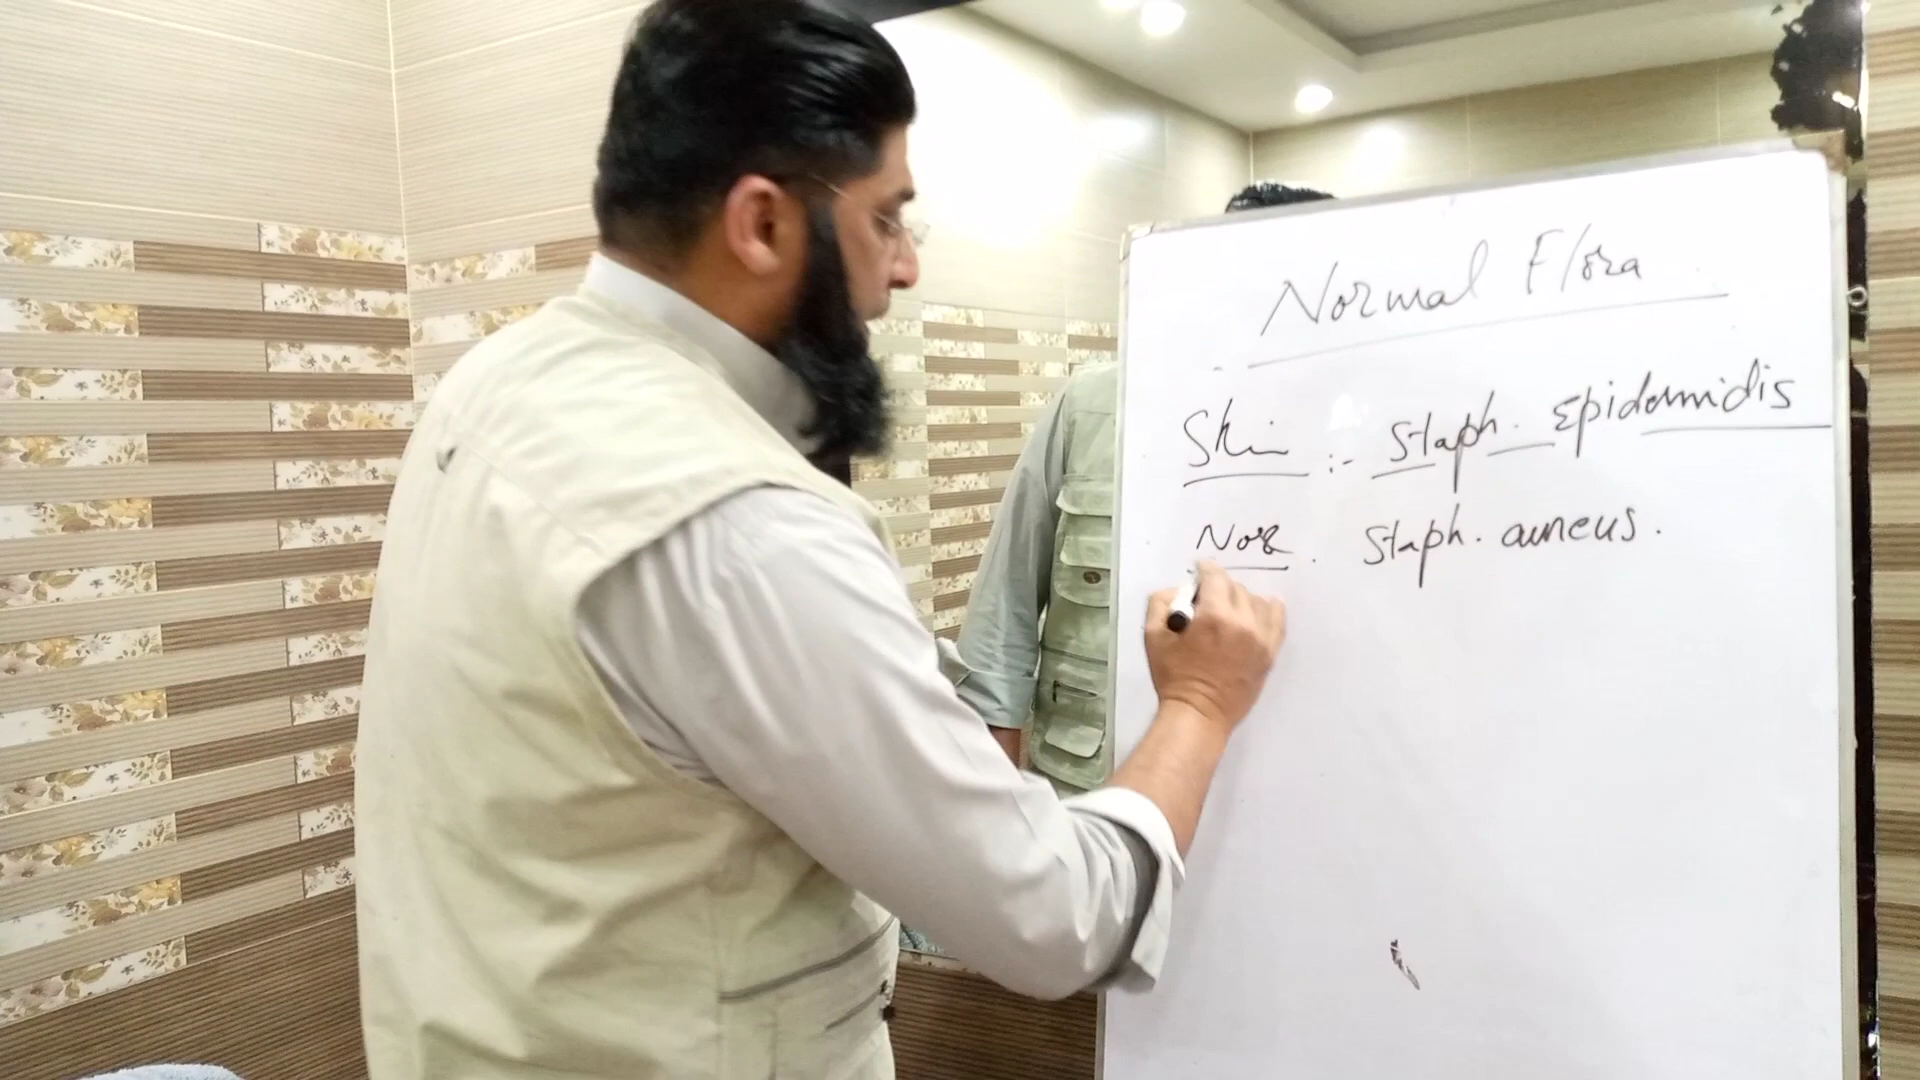 Normal Flora
Skin :- Staph. Epidermidis
Nose . Staph. aureus.